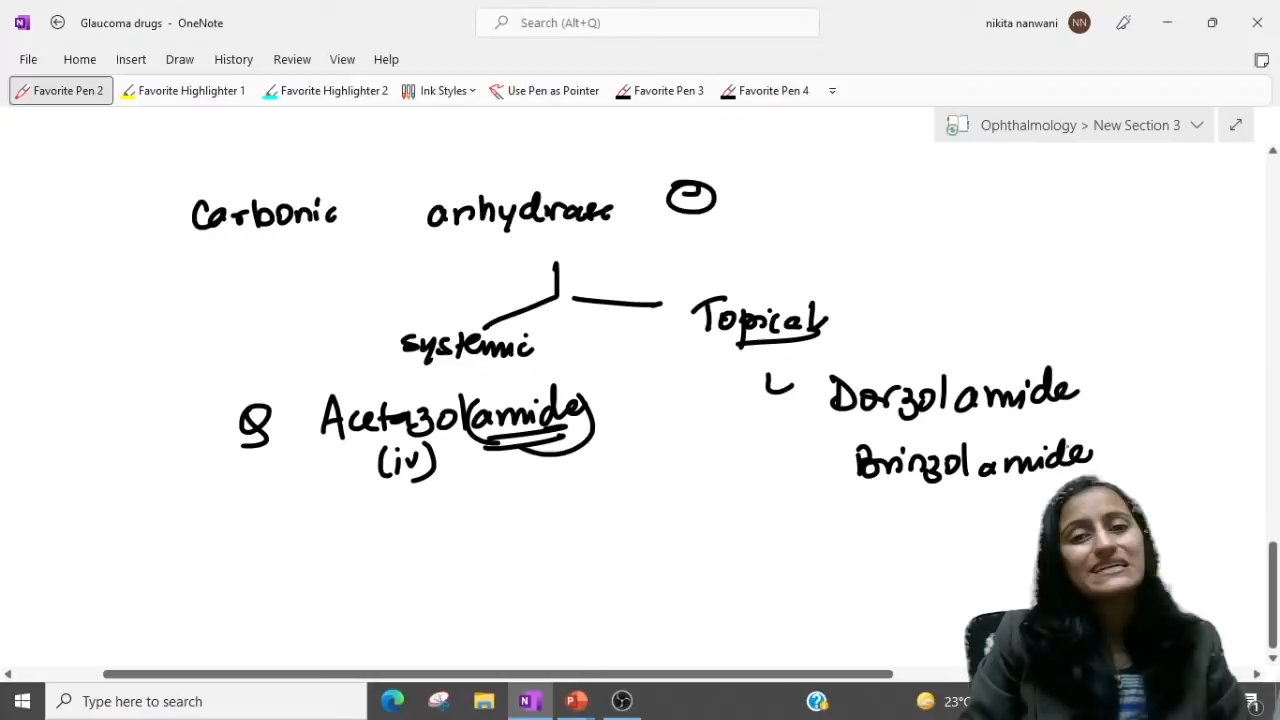 Glaucoma drugs - OneNote
Search (Alt+Q)
nikita nanwani NN
File Home Insert Draw History Review View Help
Favorite Pen 2 Favorite Highlighter 1 Favorite Highlighter 2 Ink Styles Use Pen as Pointer Favorite Pen 3 Favorite Pen 4
Ophthalmology > New Section 3
Carbonic anhydrase
Topical
systemic
Dorzolamide
Acetazolamide
(iv)
Brinzolamide
Type here to search
23°C
1